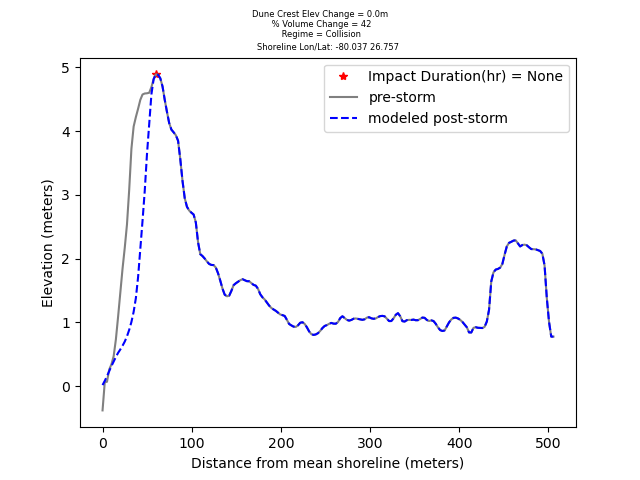 Dune Crest Elev Change = 0.0m
% Volume Change = 42
Regime = Collision
Shoreline Lon/Lat: -80.037 26.757
Impact Duration(hr) = None
pre-storm
modeled post-storm
Elevation (meters)
5
4
3
2
1
0
0 100 200 300 400 500
Distance from mean shoreline (meters)